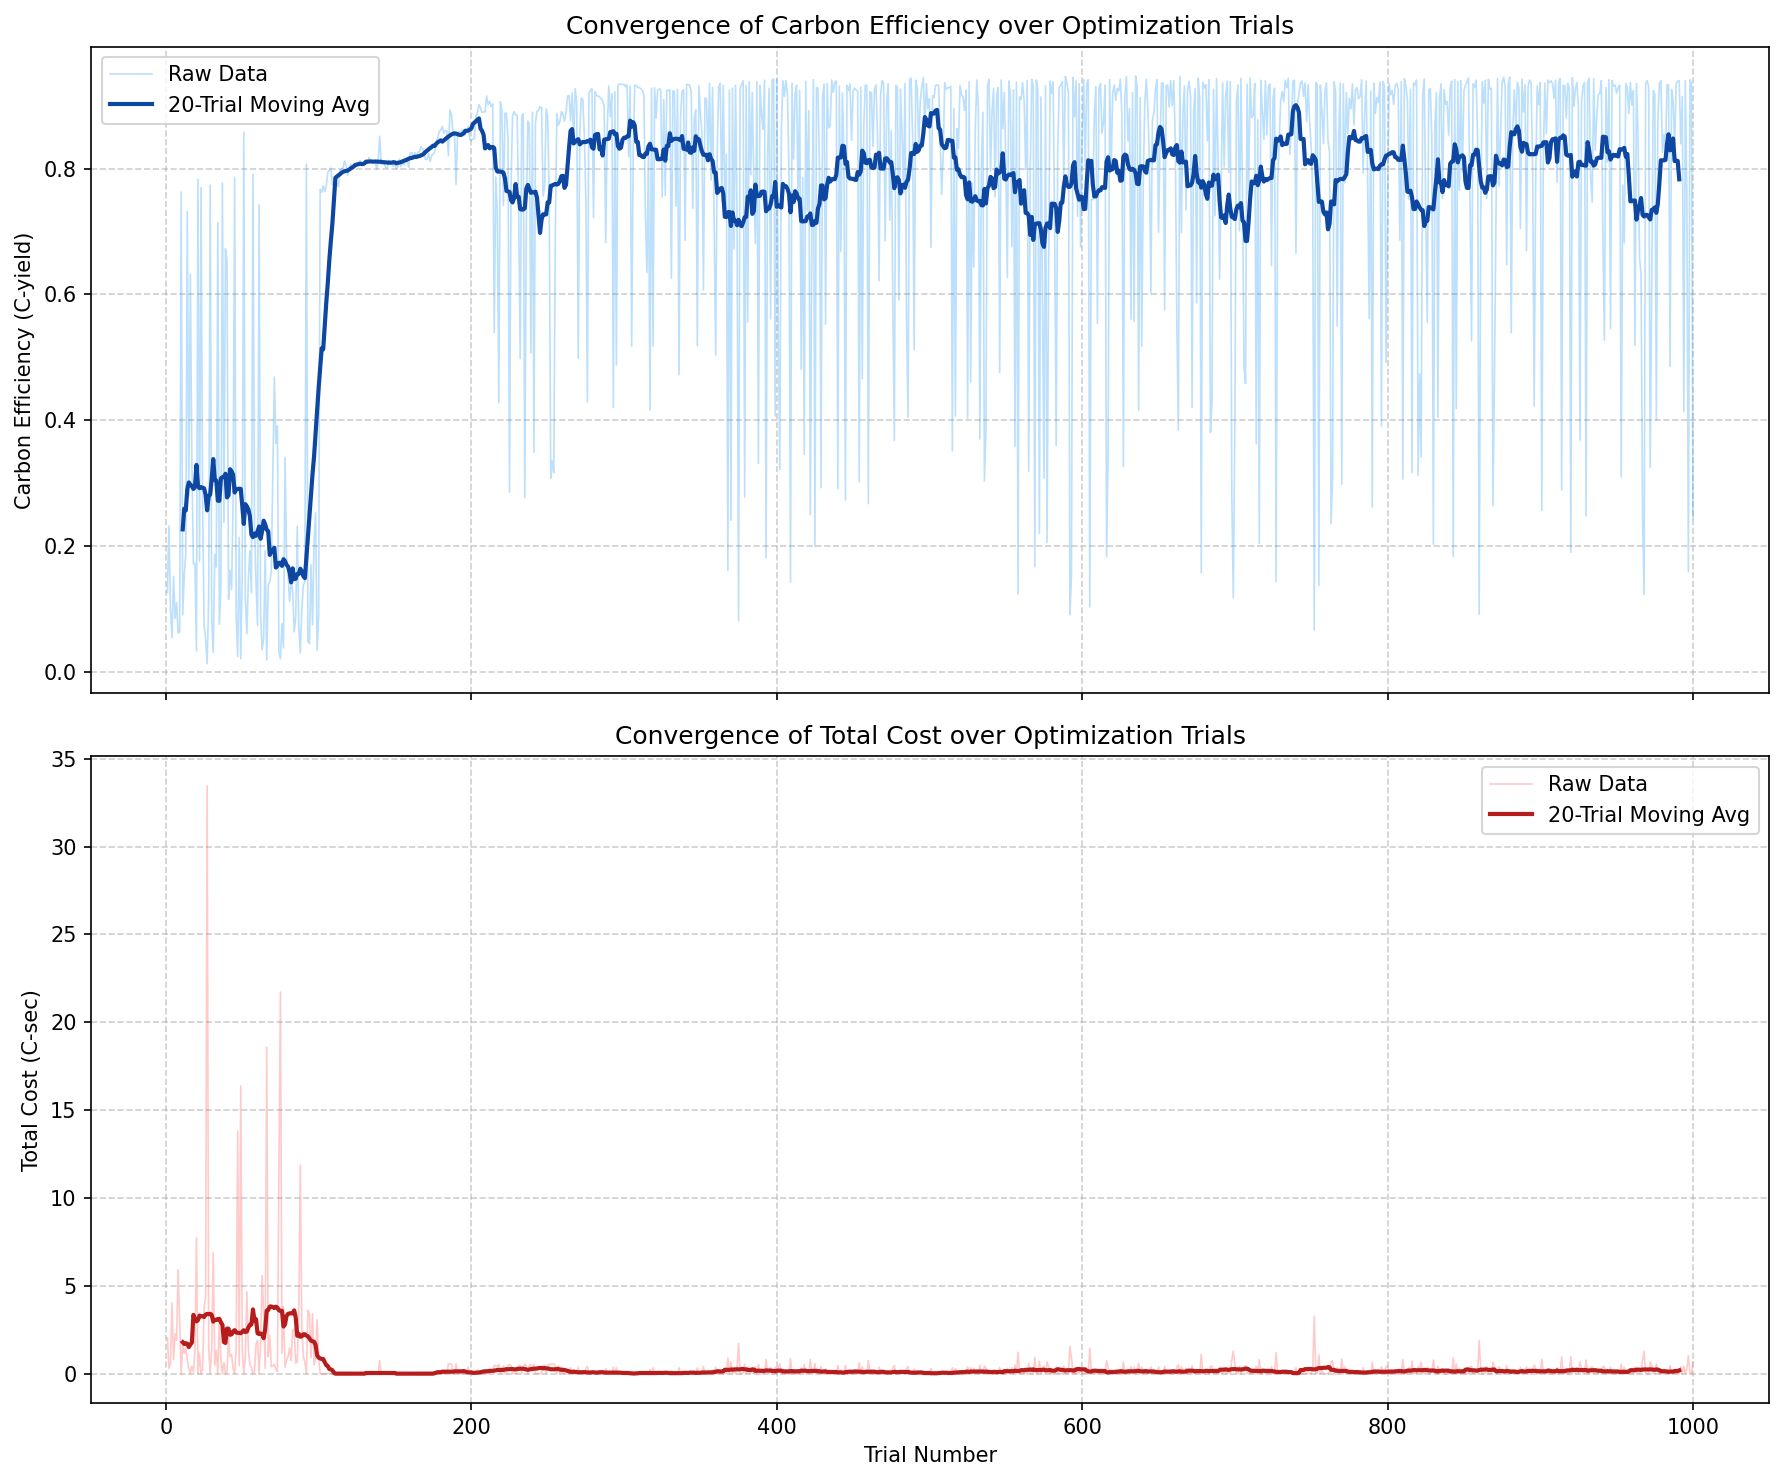 Convergence of Carbon Efficiency over Optimization Trials
Raw Data
20-Trial Moving Avg
Carbon Efficiency (C-yield)
0.8
0.6
0.4
0.2
0.0
Convergence of Total Cost over Optimization Trials
Raw Data
20-Trial Moving Avg
Total Cost (C-sec)
35
30
25
20
15
10
5
0
0 200 400 600 800 1000
Trial Number